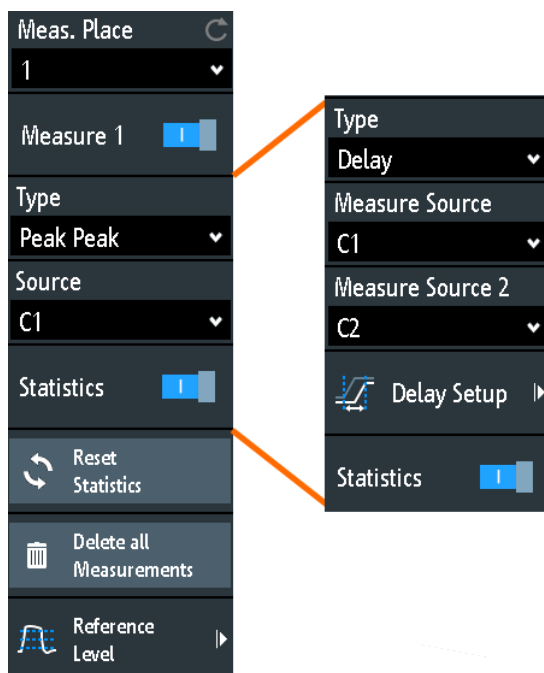 Meas. Place
1
Measure 1
Type
Peak Peak
Source
C1
Statistics
Reset
Statistics
Delete all
Measurements
Reference
Level
Type
Delay
Measure Source
C1
Measure Source 2
C2
Delay Setup
Statistics